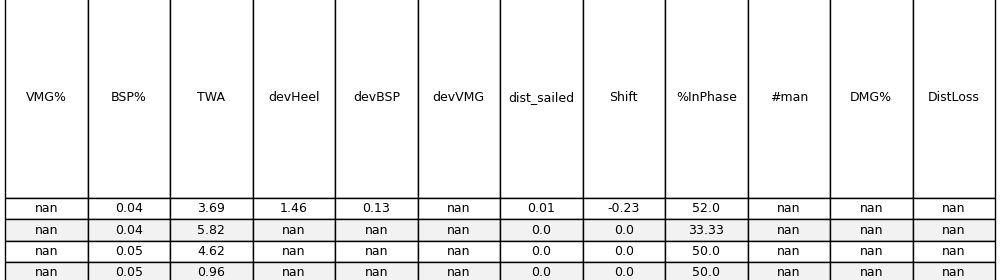 VMG% BSP% TWA devHeel devBSP devVMG dist_sailed Shift %InPhase #man DMG% DistLoss
nan 0.04 3.69 1.46 0.13 nan 0.01 -0.23 52.0 nan nan nan
nan 0.04 5.82 nan nan nan 0.0 0.0 33.33 nan nan nan
nan 0.05 4.62 nan nan nan 0.0 0.0 50.0 nan nan nan
nan 0.05 0.96 nan nan nan 0.0 0.0 50.0 nan nan nan